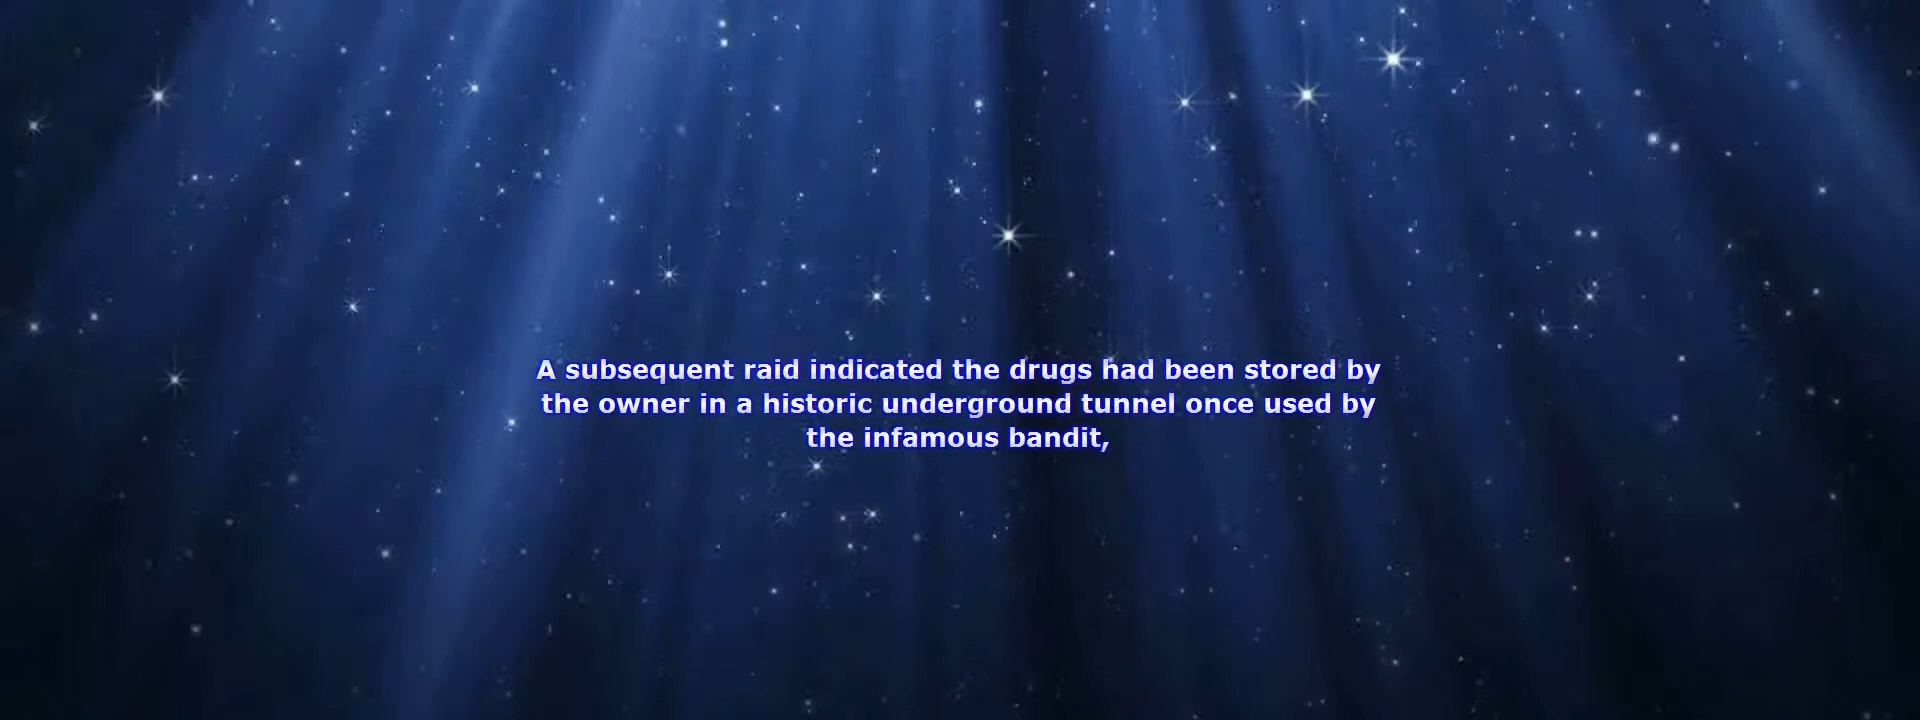 A subsequent raid indicated the drugs had been stored by
the owner in a historic underground tunnel once used by
the infamous bandit,